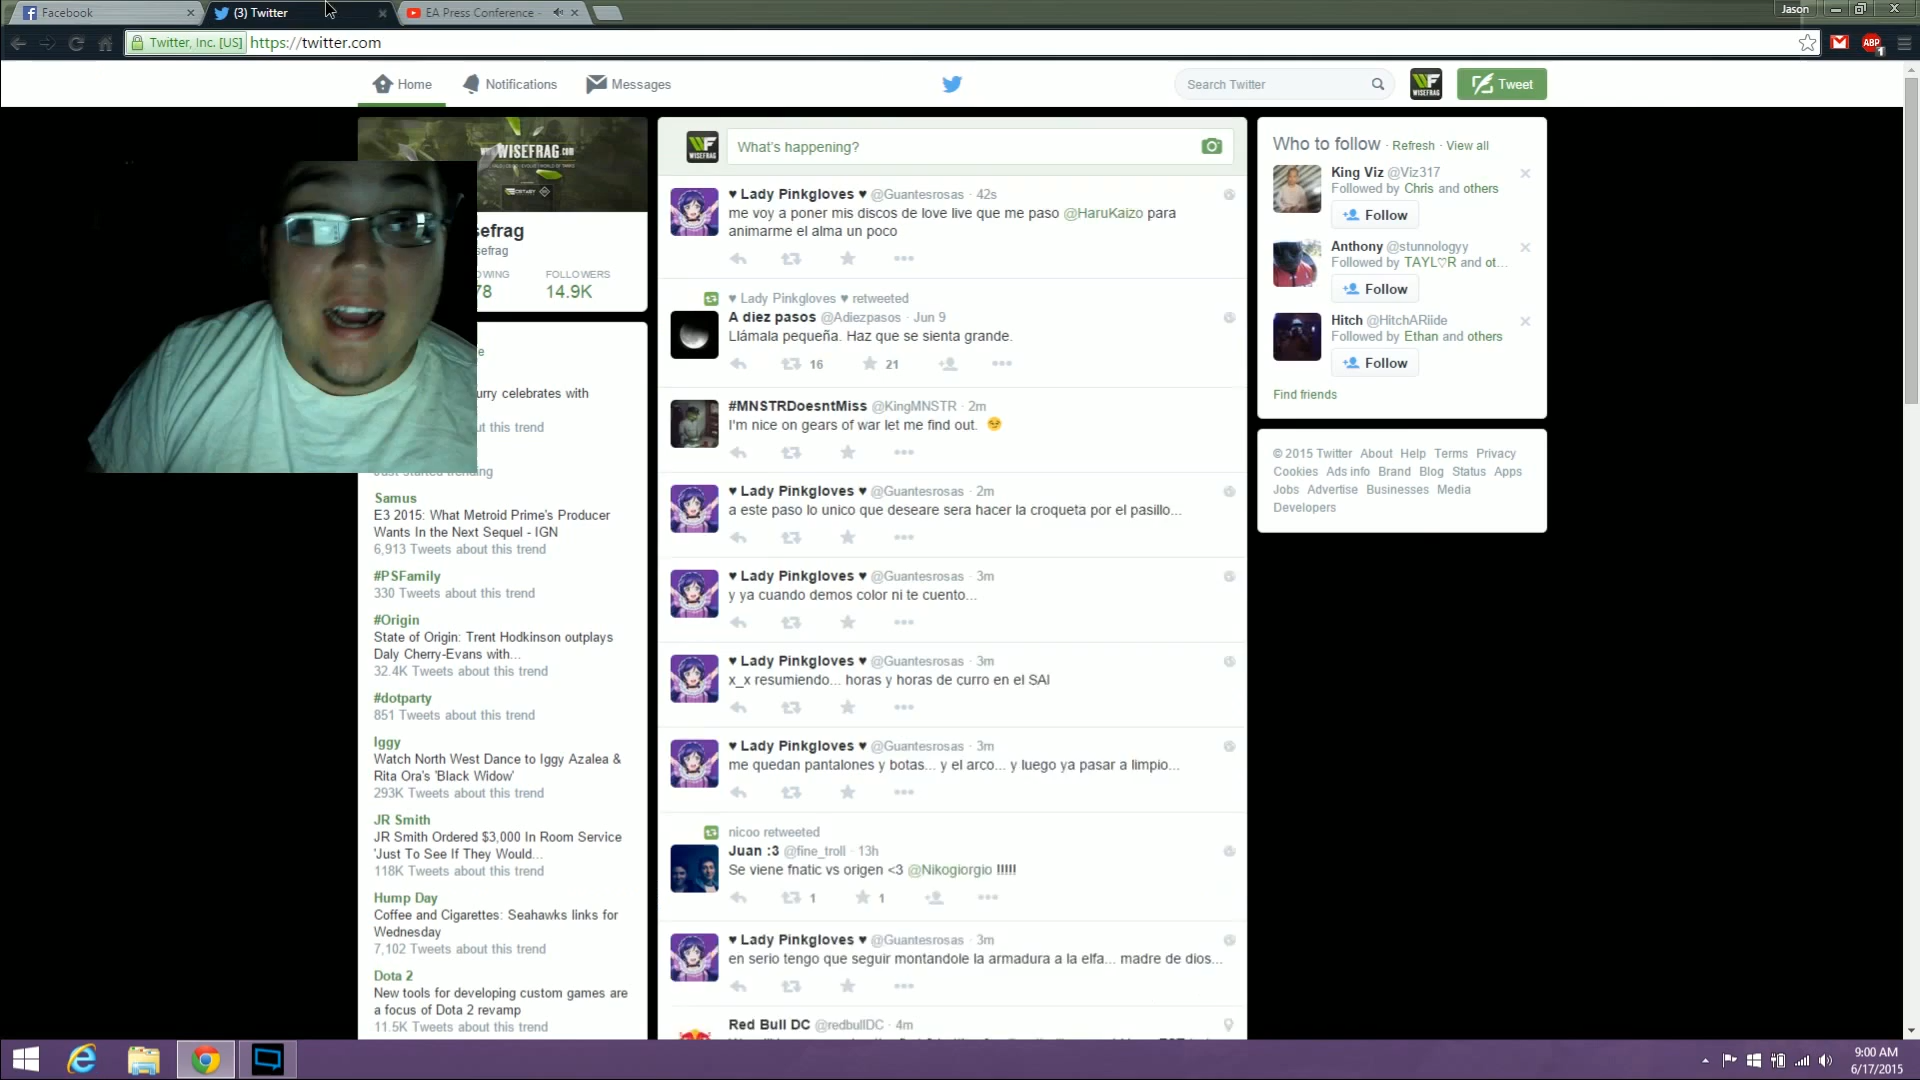 Facebook
(3) Twitter
EA Press Conference -
Jason
Twitter, Inc. [US]
https://twitter.com
ABP
1
Home
Notifications
Messages
Search Twitter
WISEFRAG
Tweet
WISEFRAG.COM
sefrag
sefrag
OWING
FOLLOWERS
78
14.9K
e
urry celebrates with
ut this trend
Just started trending
Samus
E3 2015: What Metroid Prime's Producer
Wants In the Next Sequel - IGN
6,913 Tweets about this trend
#PSFamily
330 Tweets about this trend
#Origin
State of Origin: Trent Hodkinson outplays
Daly Cherry-Evans with...
32.4K Tweets about this trend
#dotparty
851 Tweets about this trend
Iggy
Watch North West Dance to Iggy Azalea &
Rita Ora's 'Black Widow'
293K Tweets about this trend
JR Smith
JR Smith Ordered $3,000 In Room Service
'Just To See If They Would...
118K Tweets about this trend
Hump Day
Coffee and Cigarettes: Seahawks links for
Wednesday
7,102 Tweets about this trend
Dota 2
New tools for developing custom games are
a focus of Dota 2 revamp
11.5K Tweets about this trend
WISEFRAG
What's happening?
♥ Lady Pinkgloves ♥ @Guantesrosas · 42s
me voy a poner mis discos de love live que me paso @HaruKaizo para
animarme el alma un poco
♥ Lady Pinkgloves ♥ retweeted
A diez pasos @Adiezpasos · Jun 9
Llámala pequeña. Haz que se sienta grande.
16
21
#MNSTRDoesntMiss @KingMNSTR · 2m
I'm nice on gears of war let me find out. 😏
♥ Lady Pinkgloves ♥ @Guantesrosas · 2m
a este paso lo unico que deseare sera hacer la croqueta por el pasillo...
♥ Lady Pinkgloves ♥ @Guantesrosas · 3m
y ya cuando demos color ni te cuento...
♥ Lady Pinkgloves ♥ @Guantesrosas · 3m
x_x resumiendo... horas y horas de curro en el SAI
♥ Lady Pinkgloves ♥ @Guantesrosas · 3m
me quedan pantalones y botas... y el arco... y luego ya pasar a limpio...
nicoo retweeted
Juan :3 @fine_troll · 13h
Se viene fnatic vs origen <3 @Nikogiorgio !!!!!
1
1
♥ Lady Pinkgloves ♥ @Guantesrosas · 3m
en serio tengo que seguir montandole la armadura a la elfa... madre de dios...
Red Bull DC @redbullDC · 4m
Who to follow · Refresh · View all
King Viz @Viz317
Followed by Chris and others
Follow
Anthony @stunnologyy
Followed by TAYL♡R and ot...
Follow
Hitch @HitchARiide
Followed by Ethan and others
Follow
Find friends
© 2015 Twitter About Help Terms Privacy
Cookies Ads info Brand Blog Status Apps
Jobs Advertise Businesses Media
Developers
9:00 AM
6/17/2015